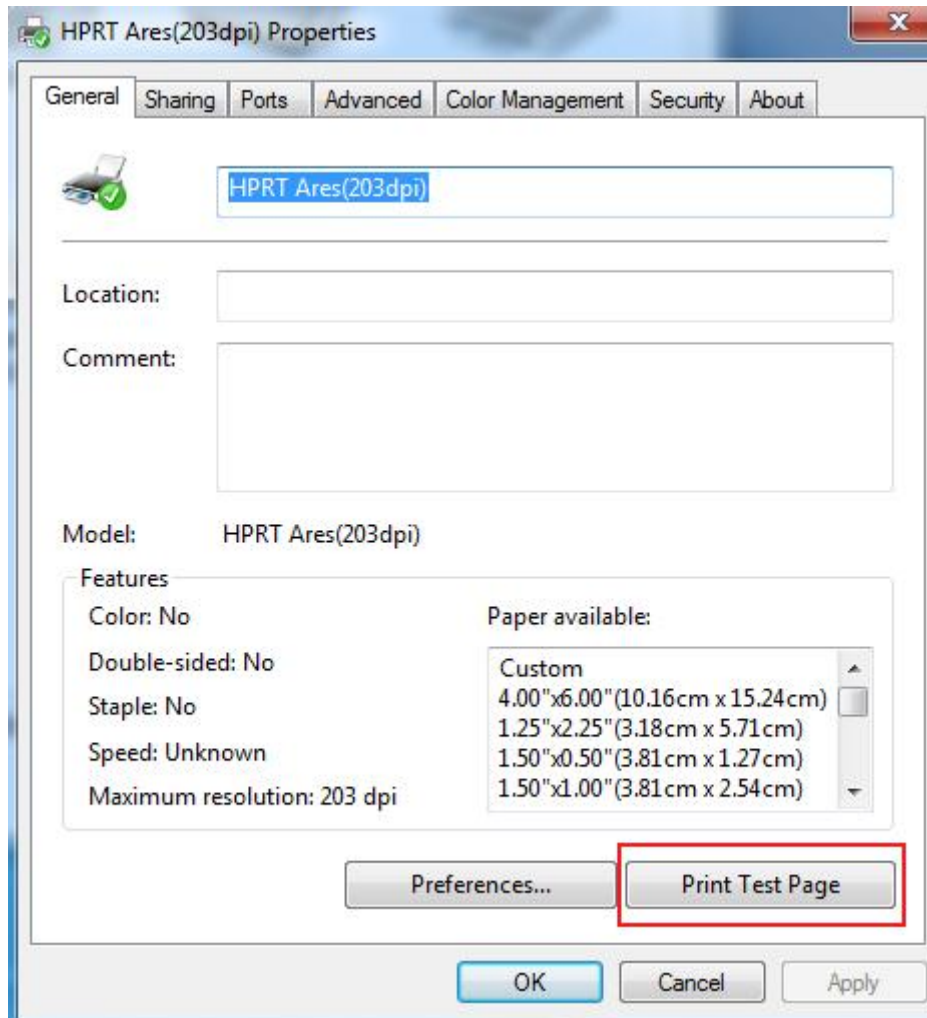 HPRT Ares(203dpi) Properties
General Sharing Ports Advanced Color Management Security About
HPRT Ares(203dpi)
Location:
Comment:
Model: HPRT Ares(203dpi)
Features
Color: No
Double-sided: No
Staple: No
Speed: Unknown
Maximum resolution: 203 dpi
Paper available:
Custom
4.00"x6.00"(10.16cm x 15.24cm)
1.25"x2.25"(3.18cm x 5.71cm)
1.50"x0.50"(3.81cm x 1.27cm)
1.50"x1.00"(3.81cm x 2.54cm)
Preferences... Print Test Page
OK Cancel Apply